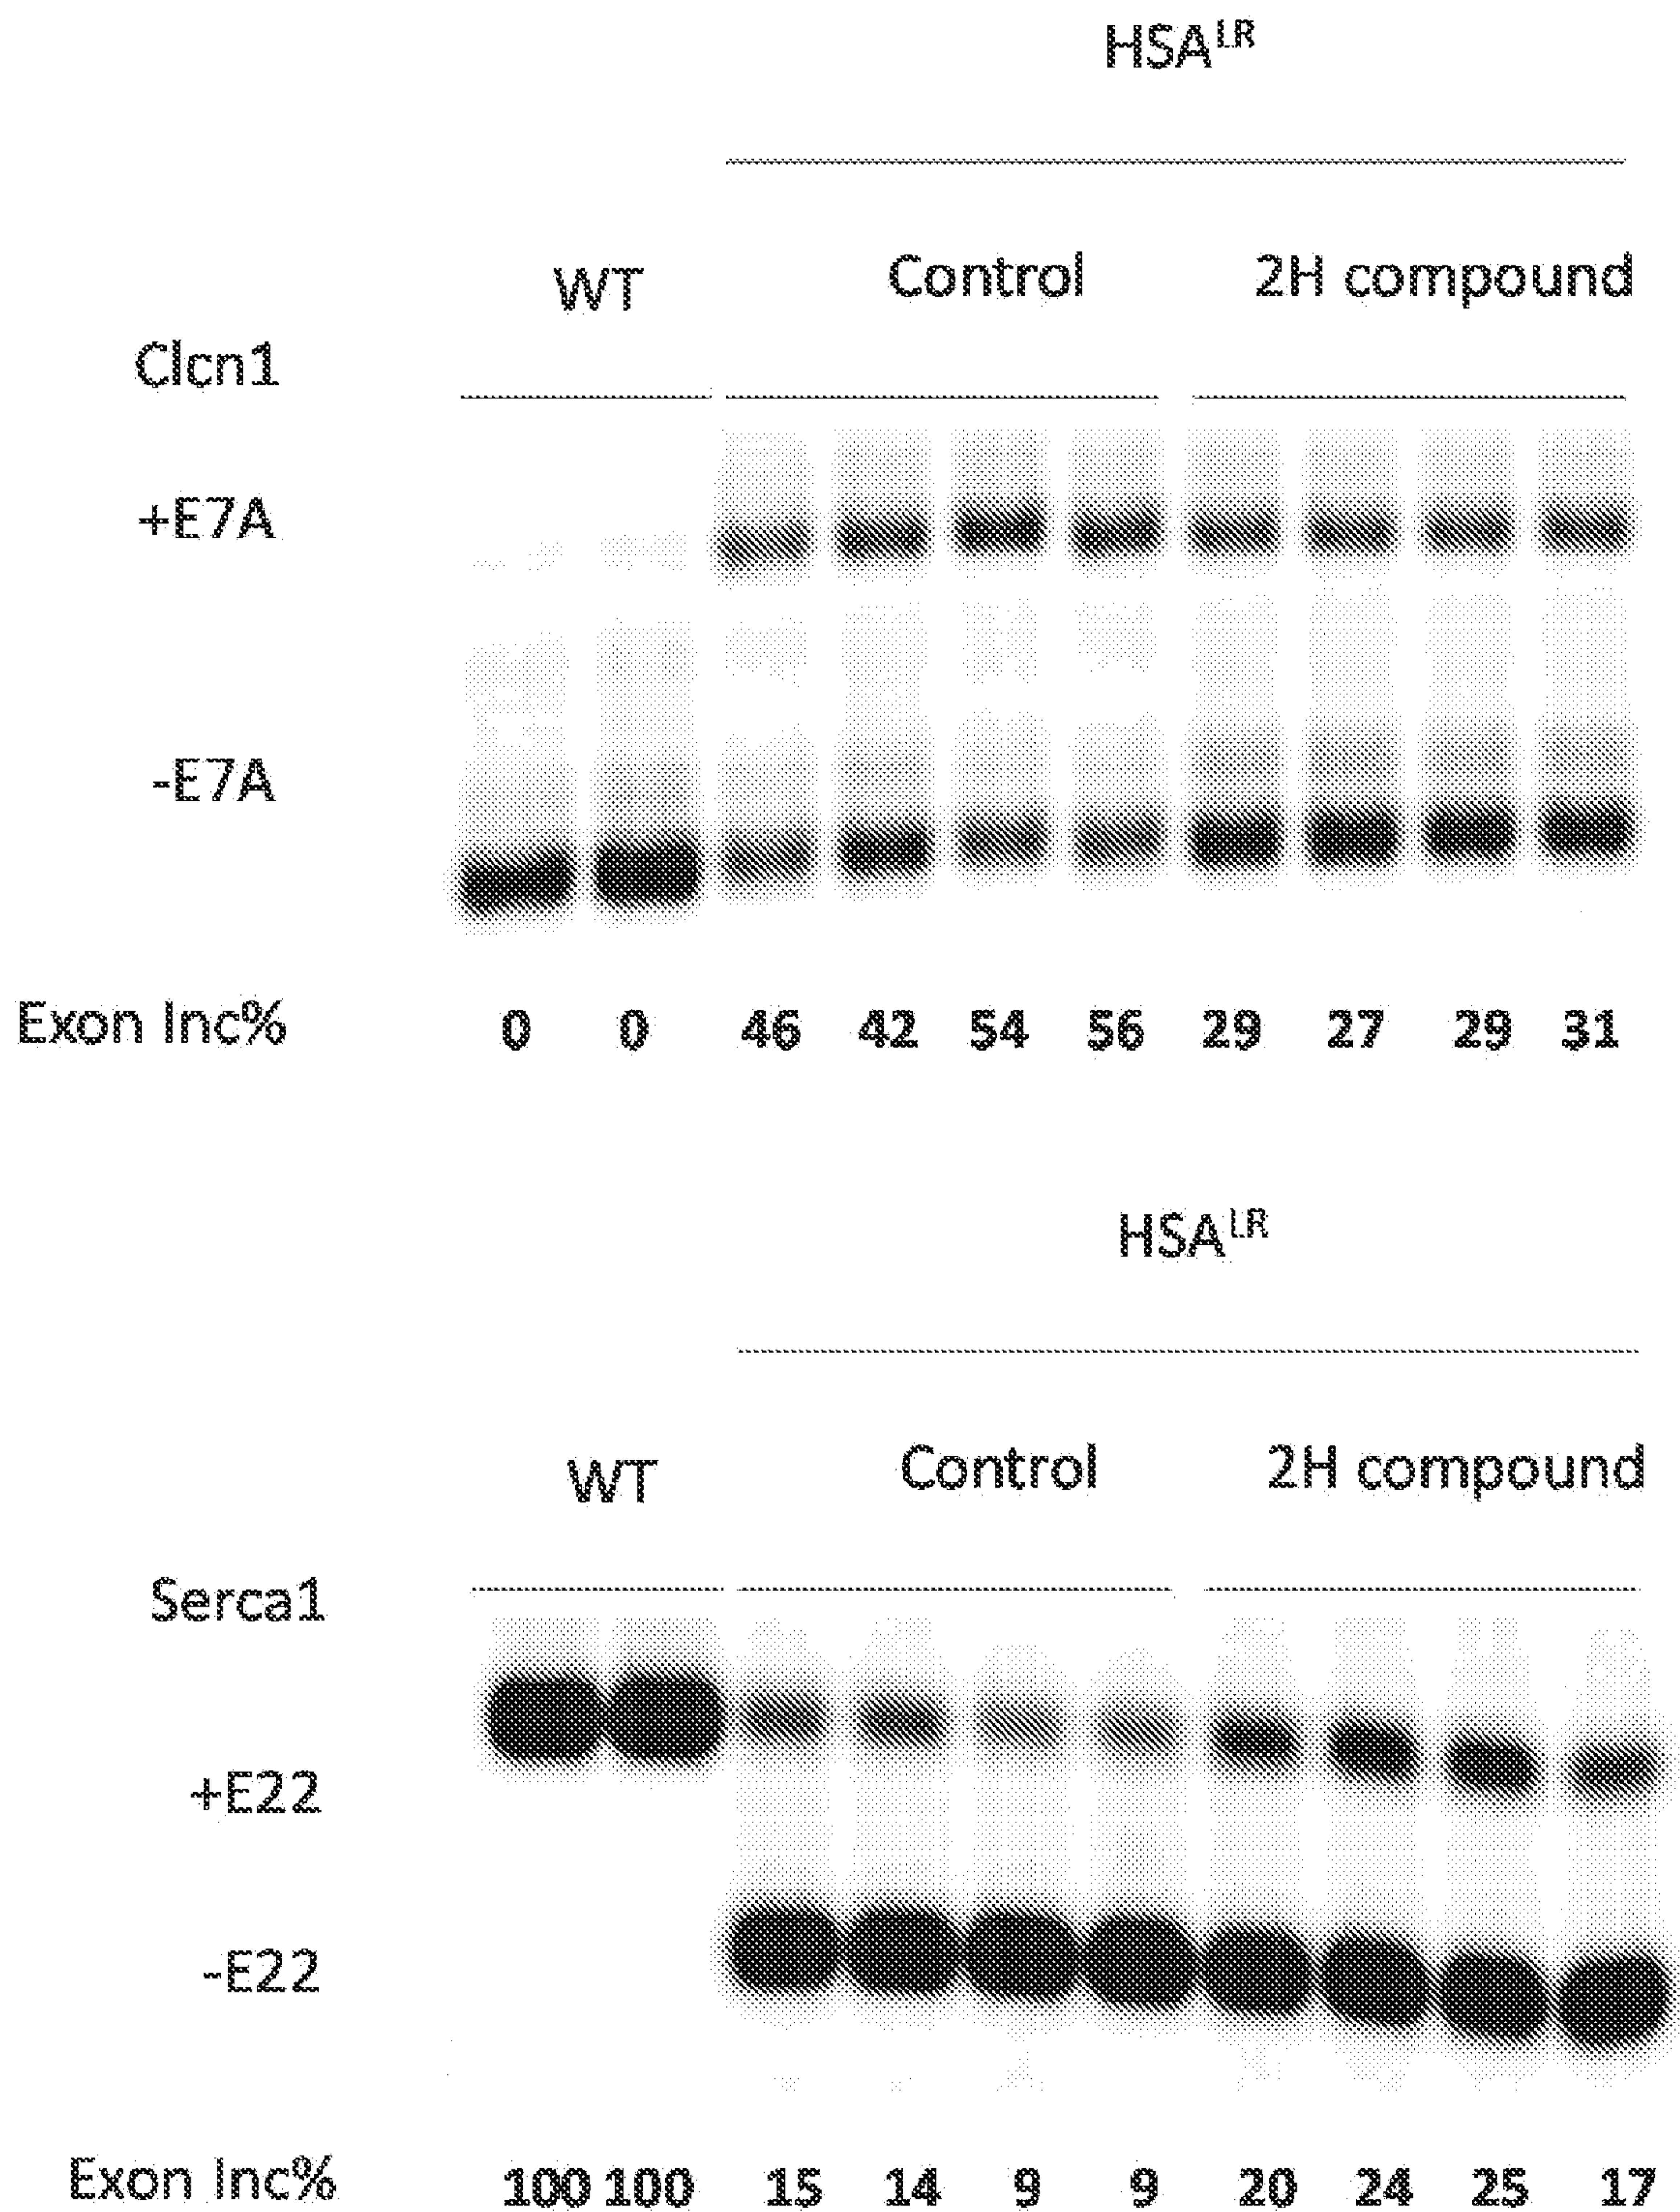 HSA^LR
WT Control 2H compound
Clcn1
+E7A
-E7A
Exon Inc% 0 0 46 42 54 56 29 27 29 31
HSA^LR
WT Control 2H compound
Serca1
+E22
-E22
Exon Inc% 100 100 15 14 9 9 20 24 25 17